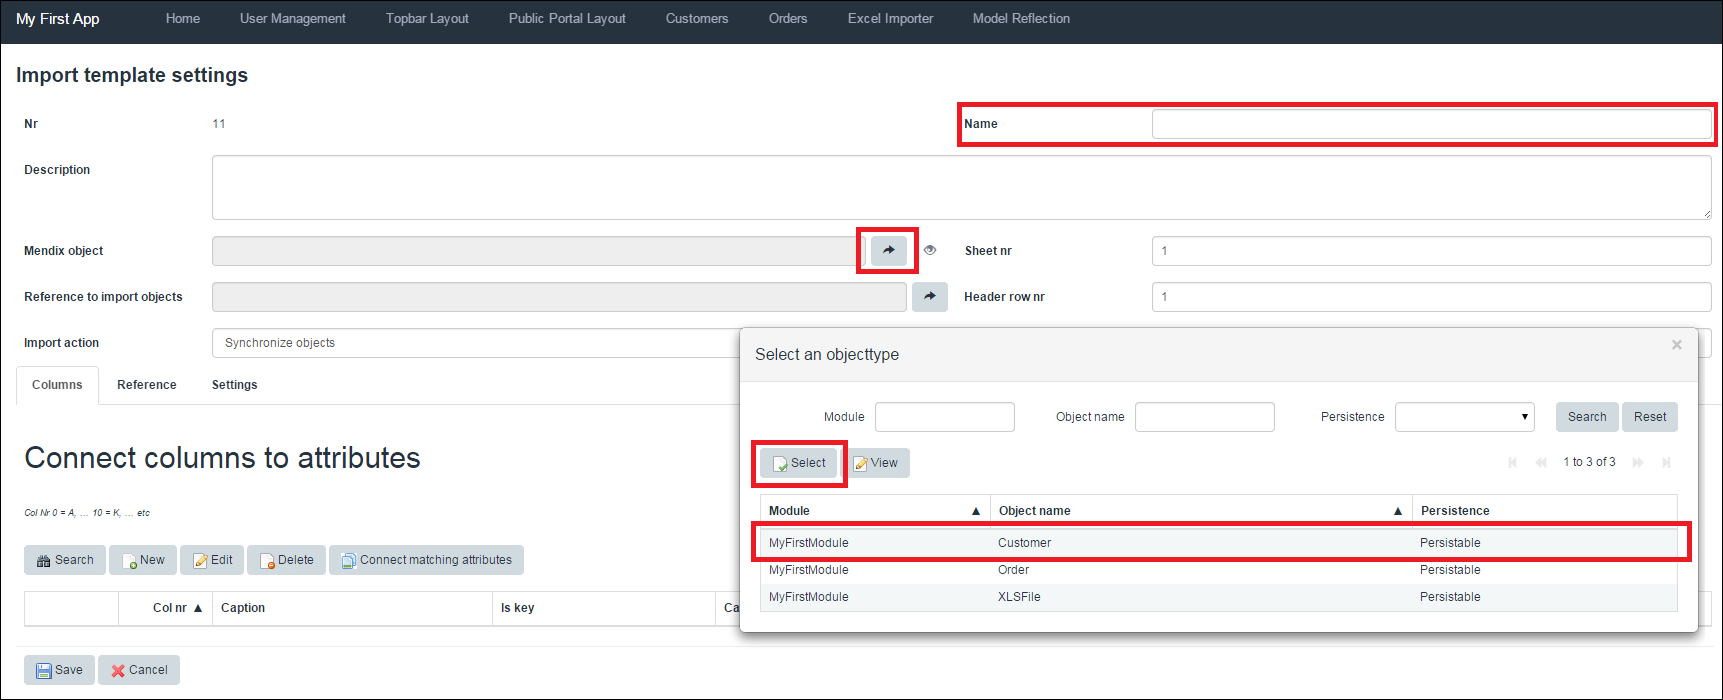 My First App Home User Management Topbar Layout Public Portal Layout Customers Orders Excel Importer Model Reflection
Import template settings
Nr 11 Name
Description
Mendix object Sheet nr 1
Reference to import objects Header row nr 1
Import action Synchronize objects
Columns Reference Settings
Connect columns to attributes
Col Nr 0 = A, ... 10 = K, ... etc
Search New Edit Delete Connect matching attributes
Col nr ▲ Caption Is key Ca
Save Cancel
Select an objecttype ×
Module Object name Persistence Search Reset
Select View 1 to 3 of 3
Module ▲ Object name ▲ Persistence
MyFirstModule Customer Persistable
MyFirstModule Order Persistable
MyFirstModule XLSFile Persistable